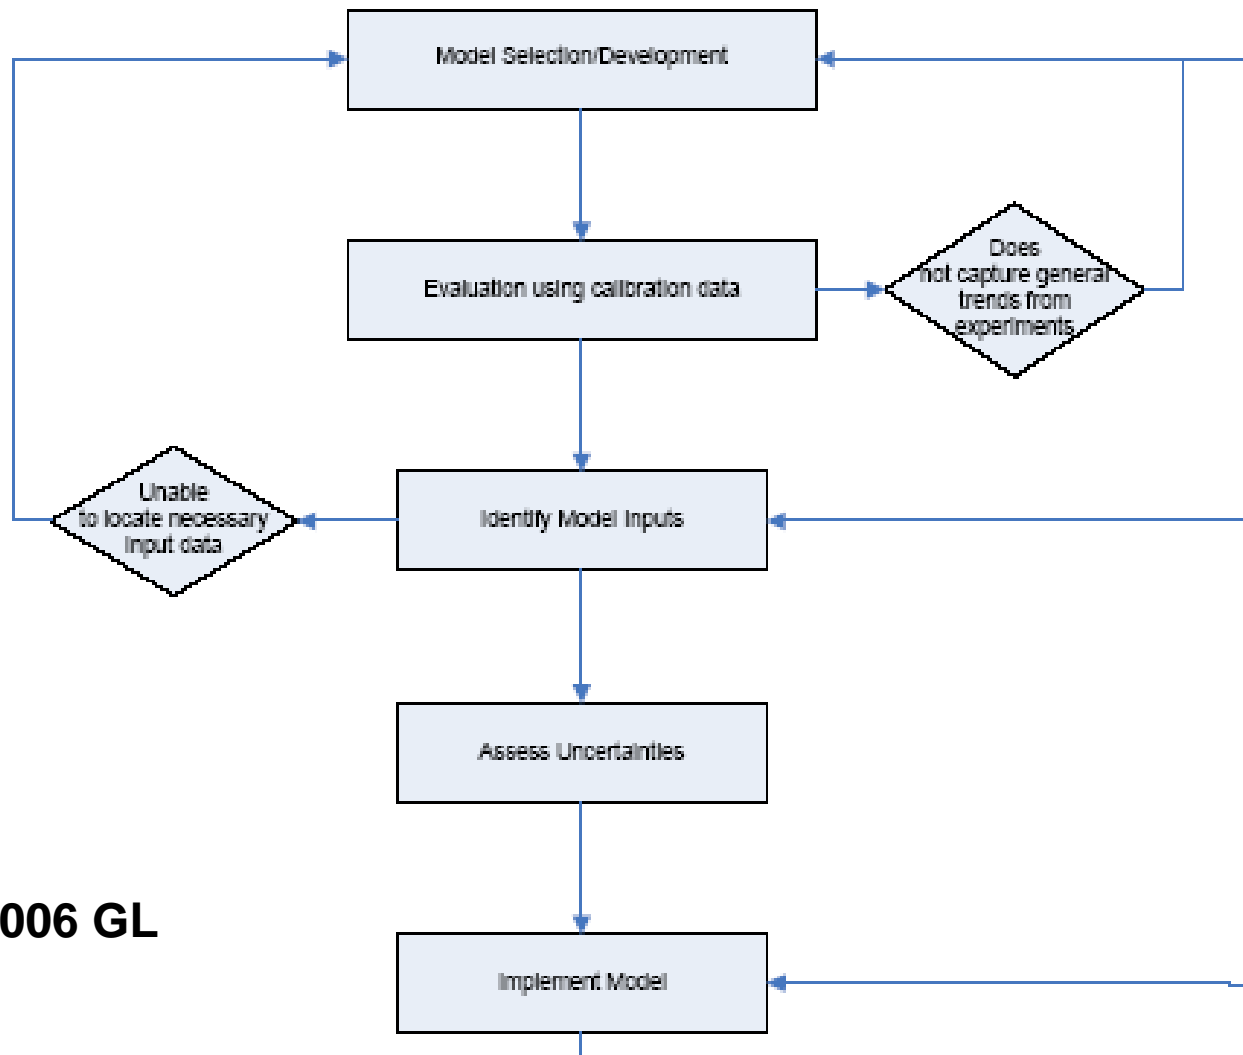 Model Selection/Development
Evaluation using calibration data
Does
not capture general
trends from
experiments
Unable
to locate necessary
input data
Identify Model Inputs
Assess Uncertainties
006 GL
Implement Model